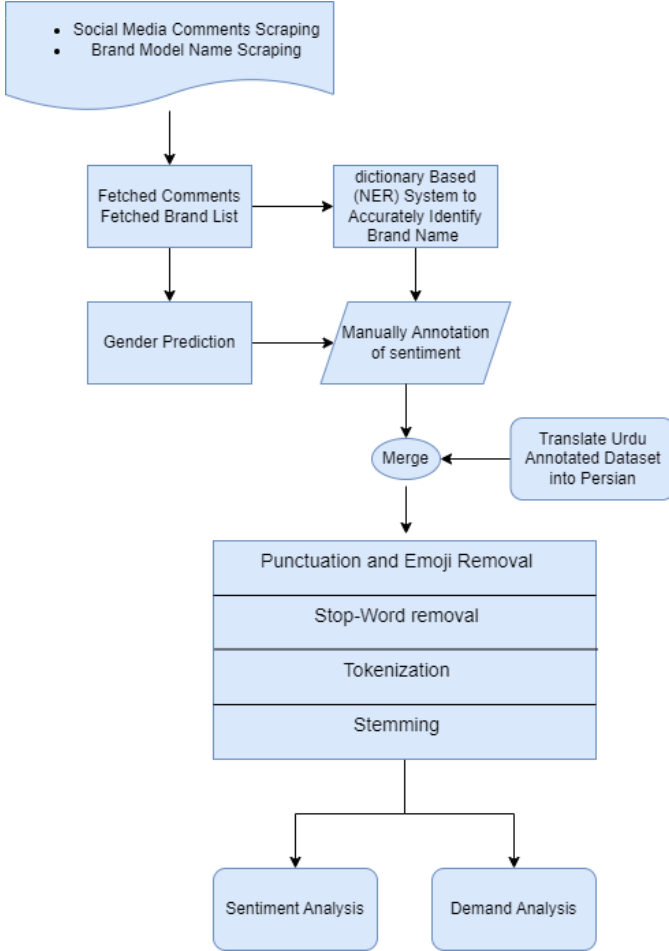 Social Media Comments Scraping
Brand Model Name Scraping
Fetched Comments
Fetched Brand List
dictionary Based
(NER) System to
Accurately Identify
Brand Name
Gender Prediction
Manually Annotation
of sentiment
Merge
Translate Urdu
Annotated Dataset
into Persian
Punctuation and Emoji Removal
Stop-Word removal
Tokenization
Stemming
Sentiment Analysis
Demand Analysis